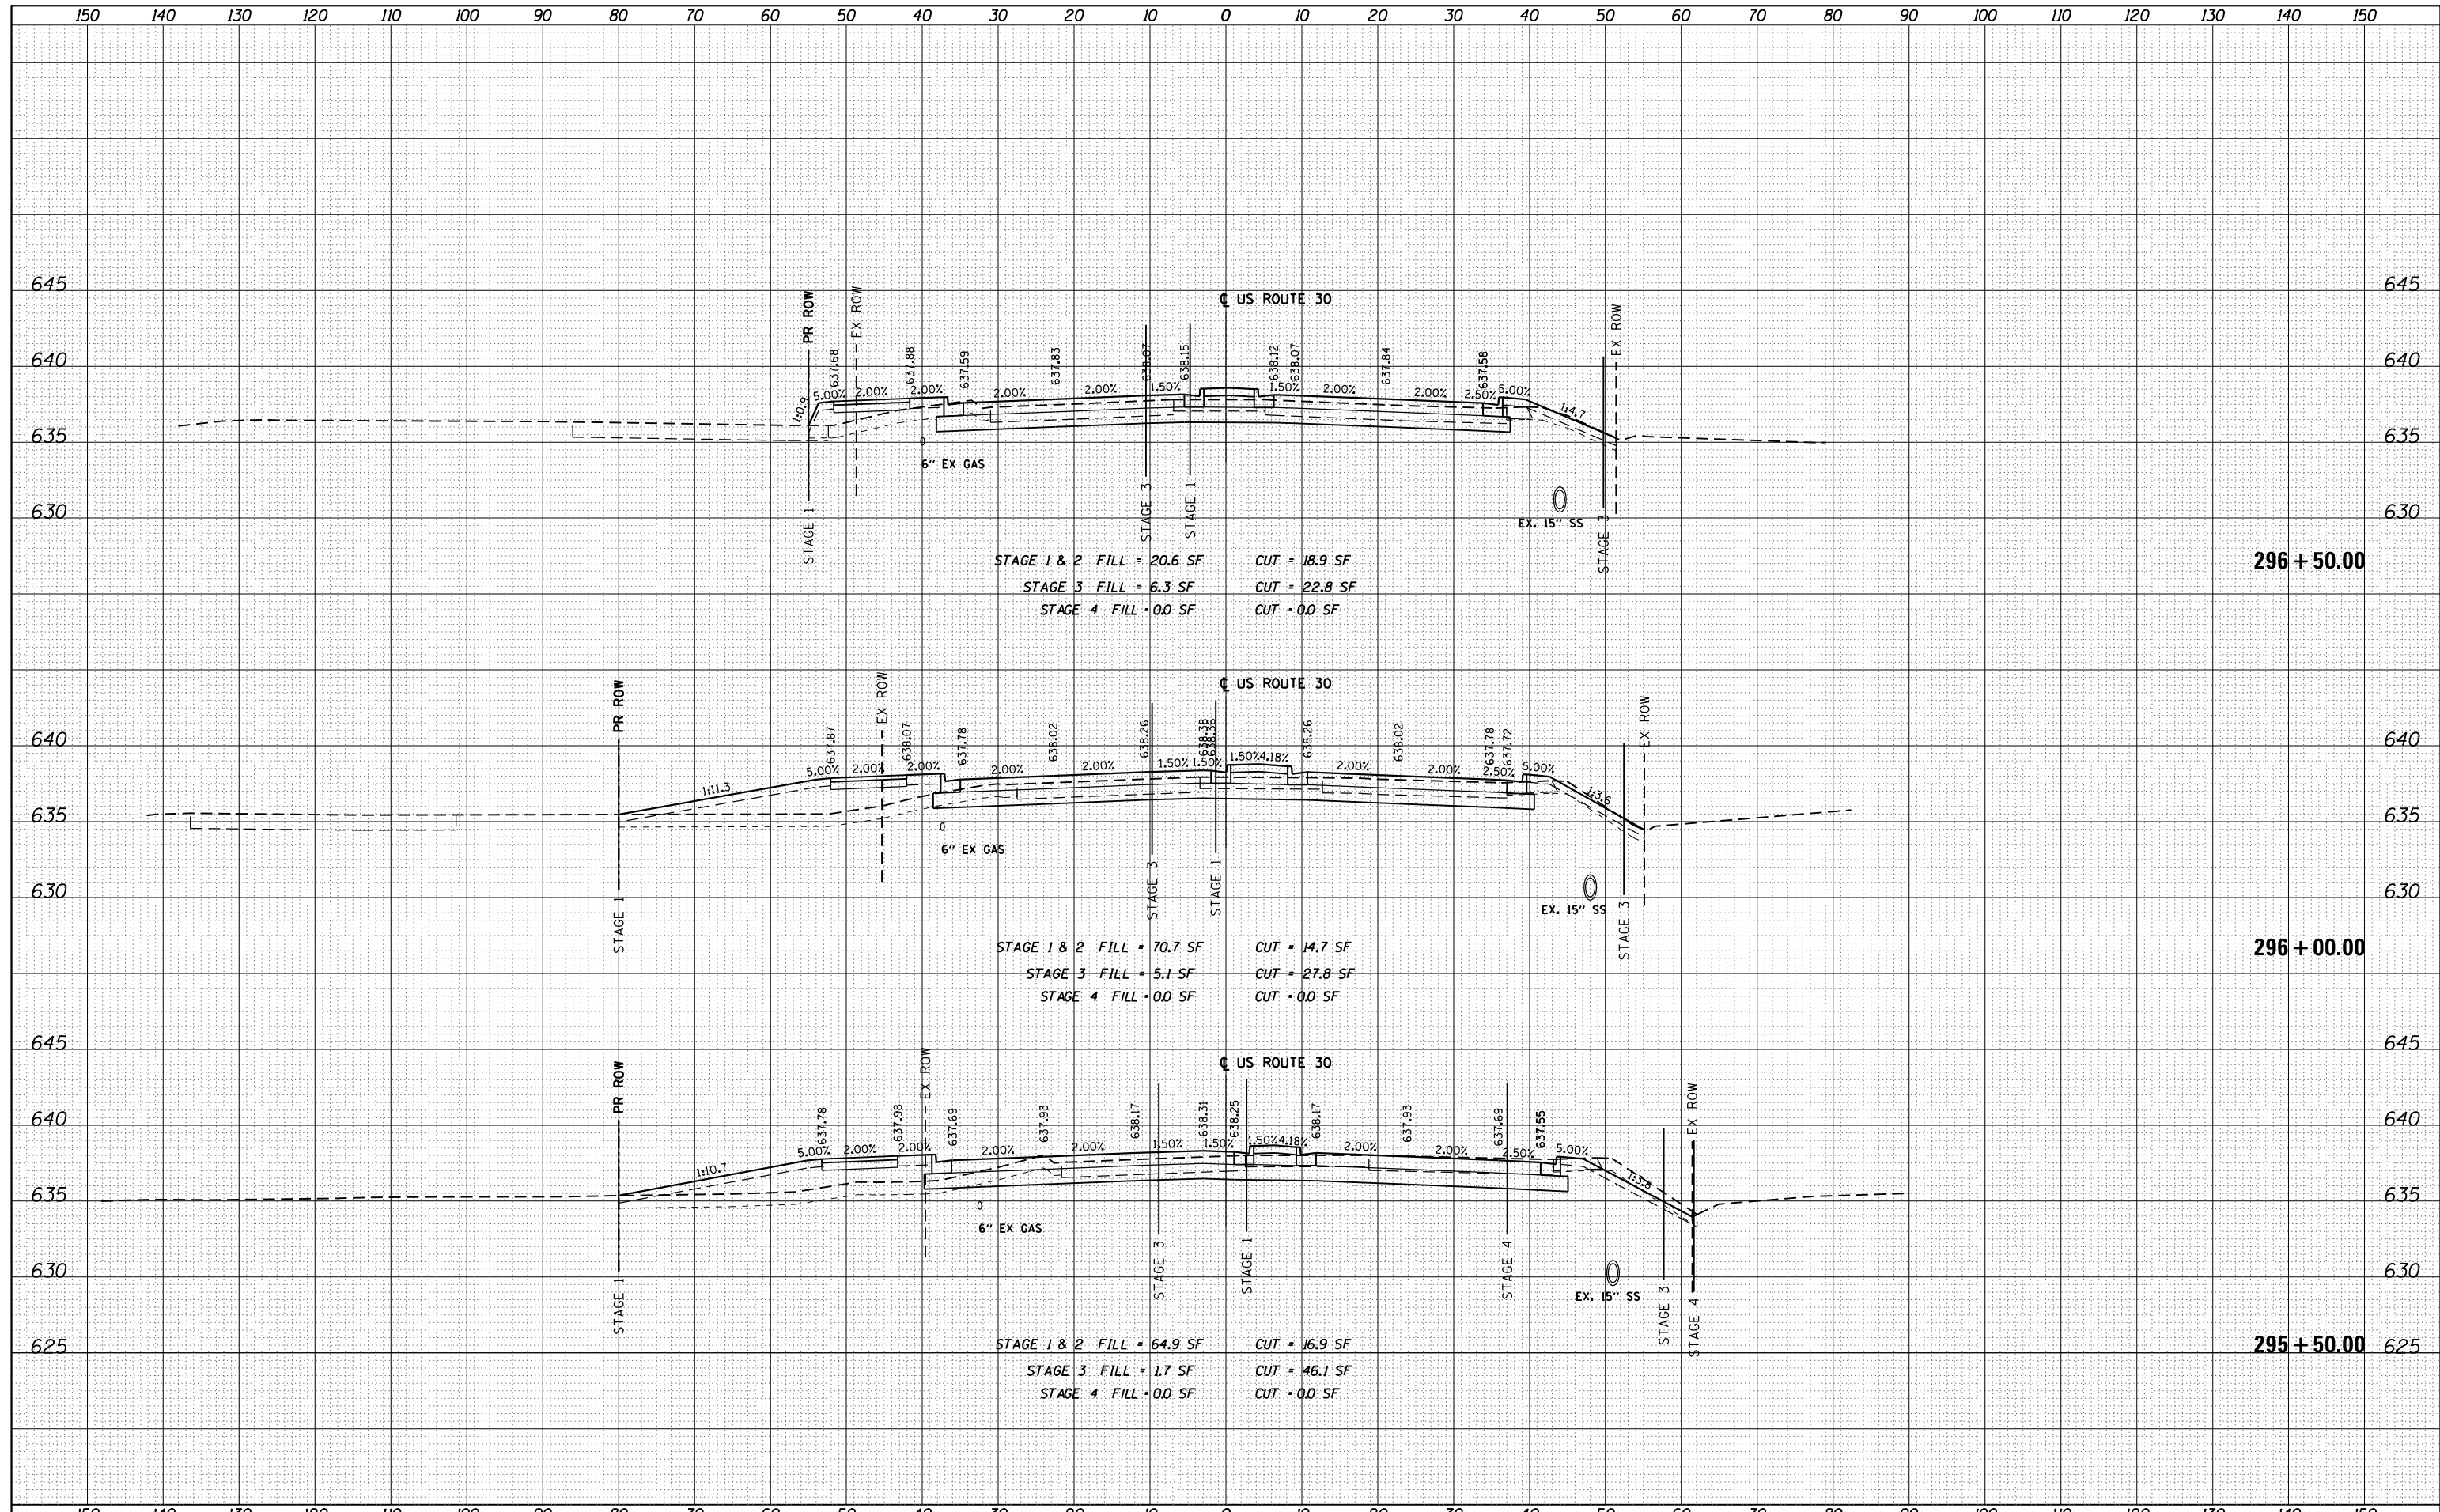 150 140 130 120 110 100 90 80 70 60 50 40 30 20 10 0 10 20 30 40 50 60 70 80 90 100 110 120 130 140 150
645 645
℄ US ROUTE 30
PR ROW
EX ROW
EX ROW
640 640
637.68 637.88 637.59 637.83 638.07 638.15 638.12 638.07 637.84 637.58
1:0.9 5.00% 2.00% 2.00% 2.00% 2.00% 1.50% 1.50% 2.00% 2.00% 2.50% 5.00% 1:4.7
635 635
6" EX GAS
630 630
EX. 15" SS
STAGE 1 STAGE 3 STAGE 1 STAGE 3
STAGE 1 & 2 FILL = 20.6 SF CUT = 18.9 SF
296 + 50.00
STAGE 3 FILL = 6.3 SF CUT = 22.8 SF
STAGE 4 FILL = 0.0 SF CUT = 0.0 SF
℄ US ROUTE 30
PR ROW
EX ROW
EX ROW
640 640
637.87 638.07 637.78 638.02 638.26 638.38 638.36 638.26 638.02 637.78 637.72
1:11.3 5.00% 2.00% 2.00% 2.00% 2.00% 1.50% 1.50% 1.50% 4.18% 2.00% 2.00% 2.50% 5.00% 1:3.6
635 635
6" EX GAS
630 630
EX. 15" SS
STAGE 1 STAGE 3 STAGE 1 STAGE 3
STAGE 1 & 2 FILL = 70.7 SF CUT = 14.7 SF
296 + 00.00
STAGE 3 FILL = 5.1 SF CUT = 27.8 SF
STAGE 4 FILL = 0.0 SF CUT = 0.0 SF
645 645
℄ US ROUTE 30
PR ROW
EX ROW
EX ROW
640 640
637.78 637.98 637.69 637.93 638.17 638.31 638.25 638.17 637.93 637.69 637.55
1:10.7 5.00% 2.00% 2.00% 2.00% 2.00% 1.50% 1.50% 1.50% 4.18% 2.00% 2.00% 2.50% 5.00% 1:3.8
635 635
6" EX GAS
630 630
EX. 15" SS
STAGE 1 STAGE 3 STAGE 1 STAGE 4 STAGE 3 STAGE 4
STAGE 1 & 2 FILL = 64.9 SF CUT = 16.9 SF
625 295 + 50.00 625
STAGE 3 FILL = 1.7 SF CUT = 46.1 SF
STAGE 4 FILL = 0.0 SF CUT = 0.0 SF